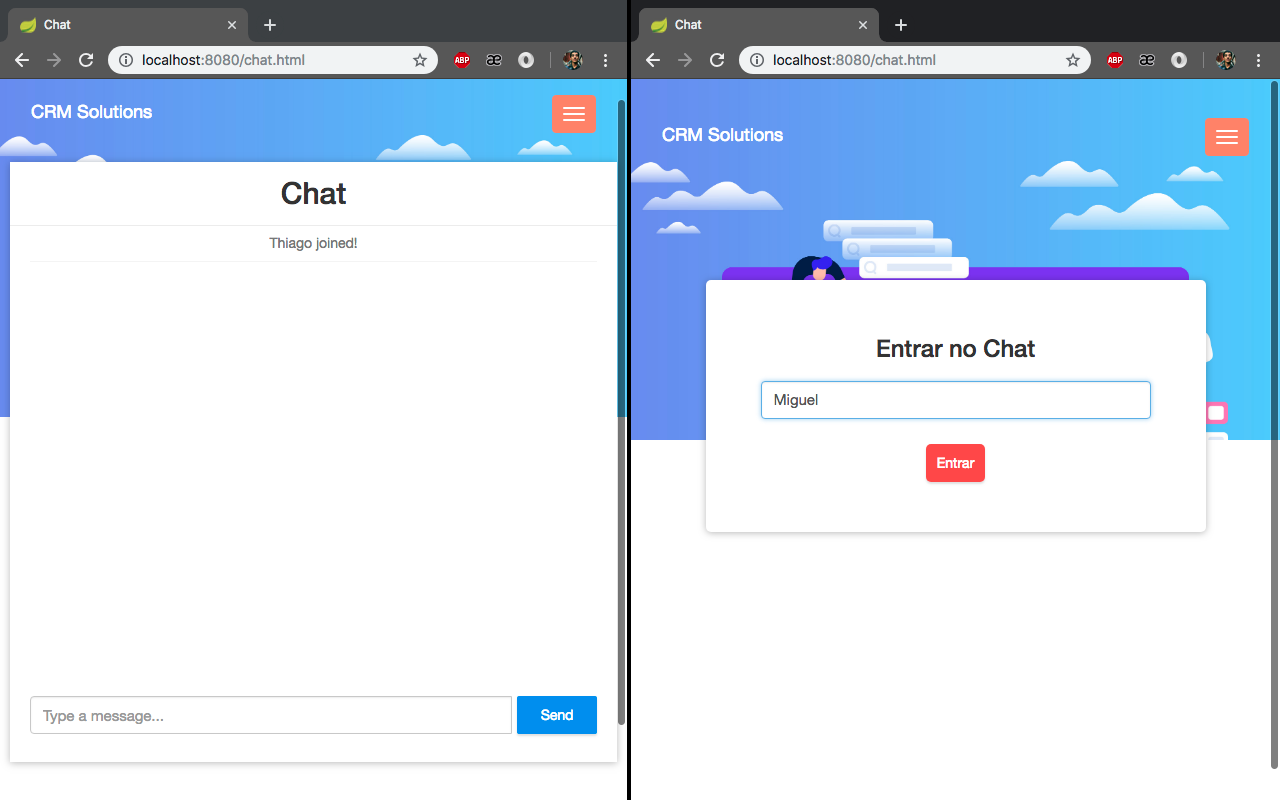 Chat
localhost:8080/chat.html
ABP
æ
CRM Solutions
Chat
Thiago joined!
Type a message...
Send
Chat
localhost:8080/chat.html
ABP
æ
CRM Solutions
Entrar no Chat
Miguel
Entrar